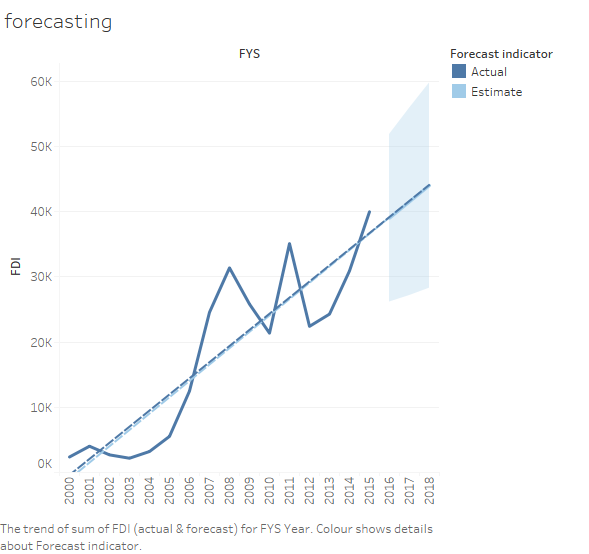 forecasting
FYS
Forecast indicator
Actual
Estimate
60K
50K
40K
30K
20K
10K
0K
FDI
2000
2001
2002
2003
2004
2005
2006
2007
2008
2009
2010
2011
2012
2013
2014
2015
2016
2017
2018
The trend of sum of FDI (actual & forecast) for FYS Year. Colour shows details
about Forecast indicator.